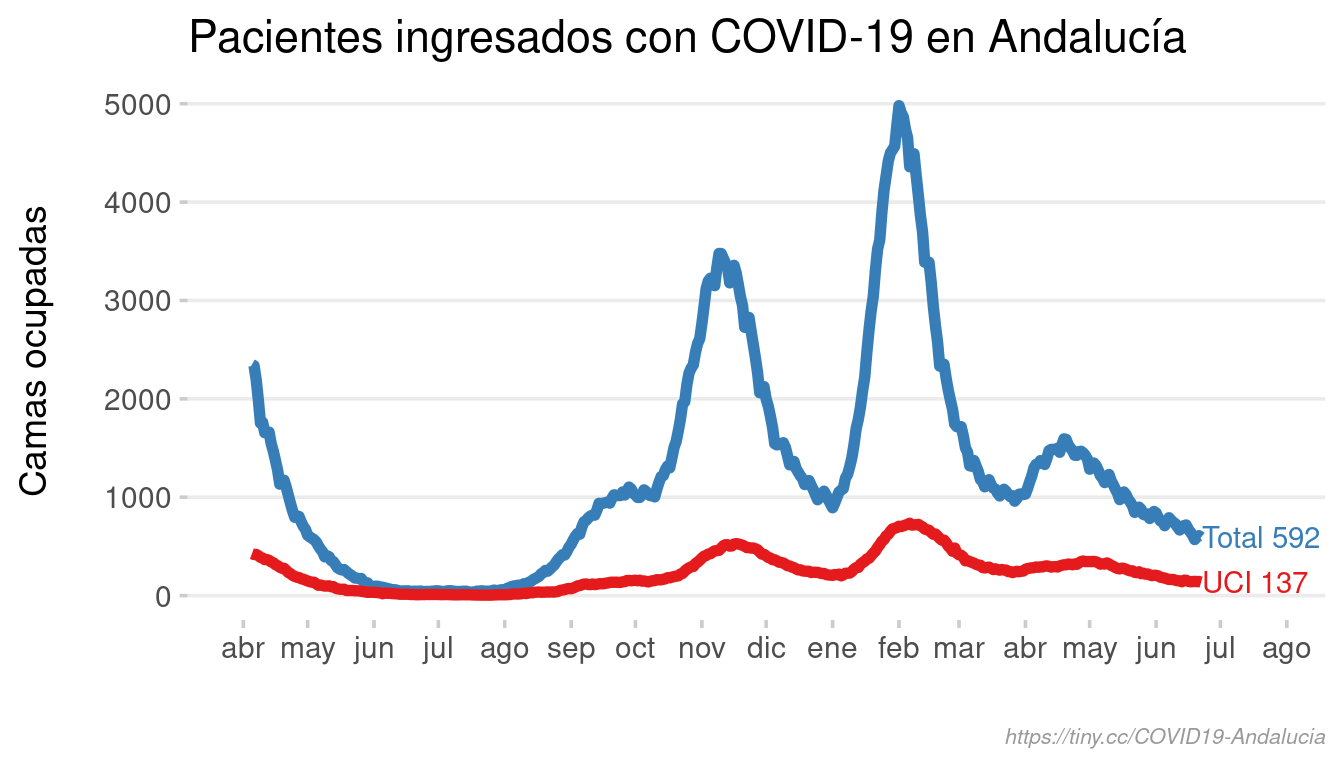 Pacientes ingresados con COVID-19 en Andalucía
Camas ocupadas
5000
4000
3000
2000
1000
0
Total 592
UCI 137
abr may jun jul ago sep oct nov dic ene feb mar abr may jun jul ago
https://tiny.cc/COVID19-Andalucia